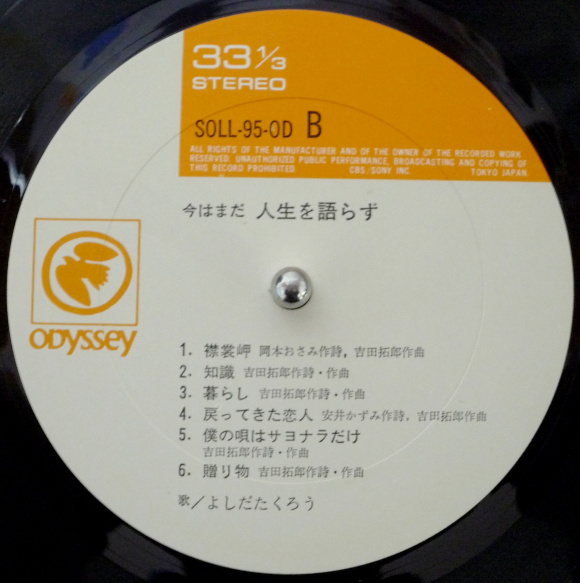 33 1/3
STEREO
SOLL-95-OD B
ALL RIGHTS OF THE MANUFACTURER AND OF THE OWNER OF THE RECORDED WORK
RESERVED. UNAUTHORIZED PUBLIC PERFORMANCE, BROADCASTING AND COPYING OF
THIS RECORD PROHIBITED. CBS/SONY INC. TOKYO JAPAN
今はまだ 人生を語らず
ODYSSEY
1. 襟裳岬 岡本おさみ作詩, 吉田拓郎作曲
2. 知識 吉田拓郎作詩・作曲
3. 暮らし 吉田拓郎作詩・作曲
4. 戻ってきた恋人 安井かずみ作詩, 吉田拓郎作曲
5. 僕の唄はサヨナラだけ
吉田拓郎作詩・作曲
6. 贈り物 吉田拓郎作詩・作曲
歌/よしだたくろう